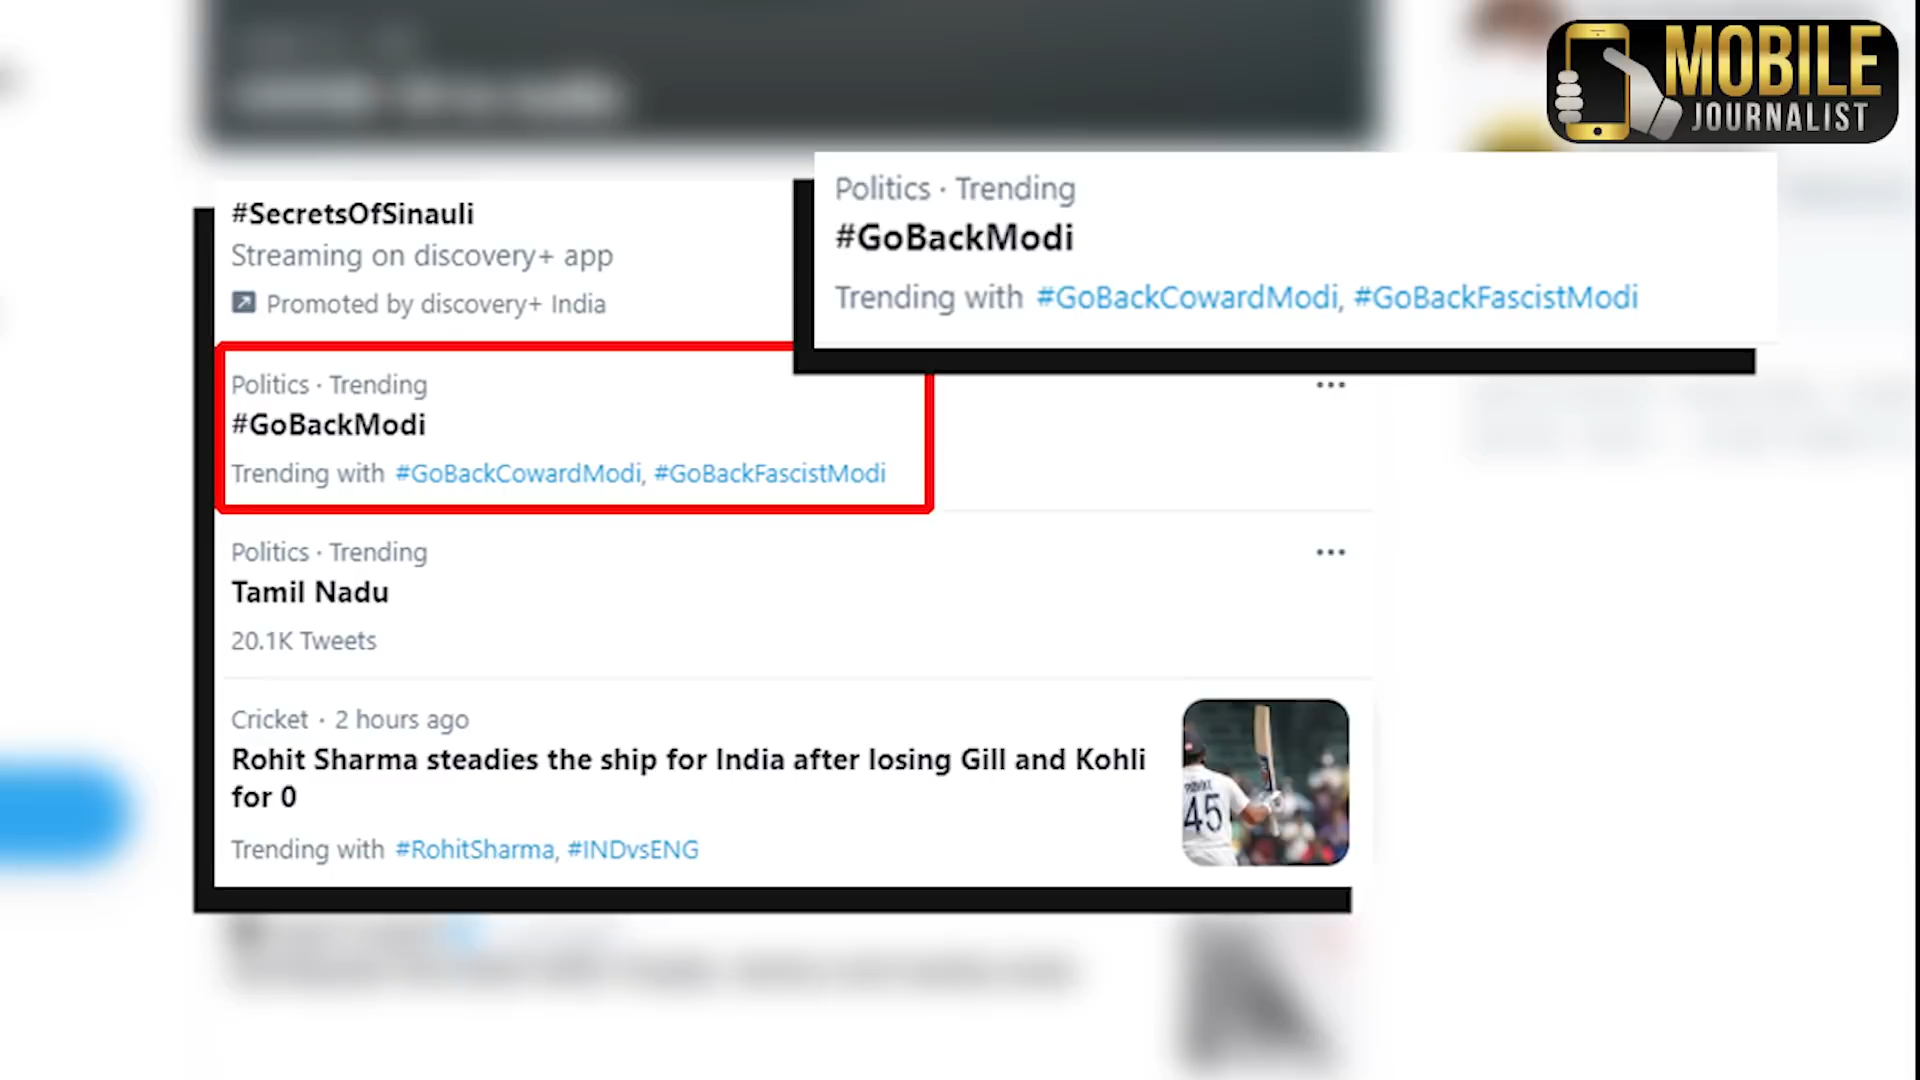 MOBILE
JOURNALIST
#SecretsOfSinauli
Streaming on discovery+ app
Promoted by discovery+ India
Politics · Trending
#GoBackModi
Trending with #GoBackCowardModi, #GoBackFascistModi
Politics · Trending
#GoBackModi
Trending with #GoBackCowardModi, #GoBackFascistModi
Politics · Trending
Tamil Nadu
20.1K Tweets
Cricket · 2 hours ago
Rohit Sharma steadies the ship for India after losing Gill and Kohli
for 0
Trending with #RohitSharma, #INDvsENG
45